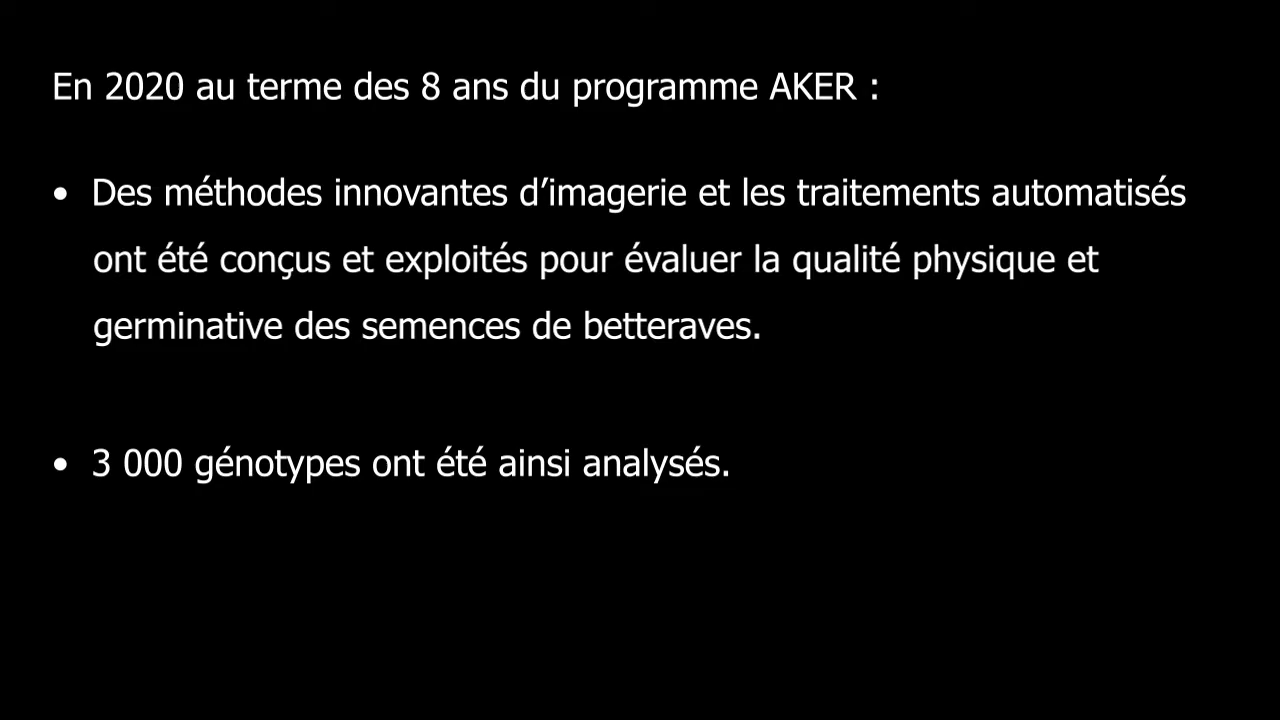 En 2020 au terme des 8 ans du programme AKER :
• Des méthodes innovantes d’imagerie et les traitements automatisés
ont été conçus et exploités pour évaluer la qualité physique et
germinative des semences de betteraves.
• 3 000 génotypes ont été ainsi analysés.